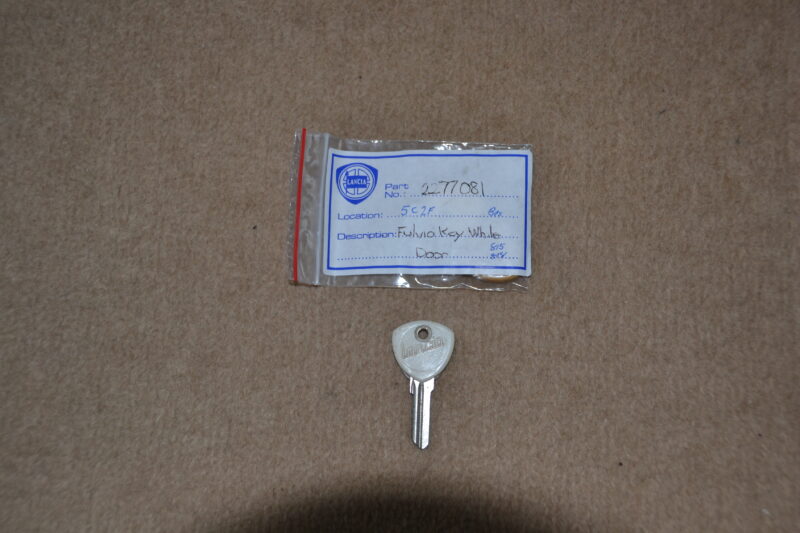 LANCIA
Part No.: 2277081
Location: 5C2F
Description: Fulvia Key White
Door